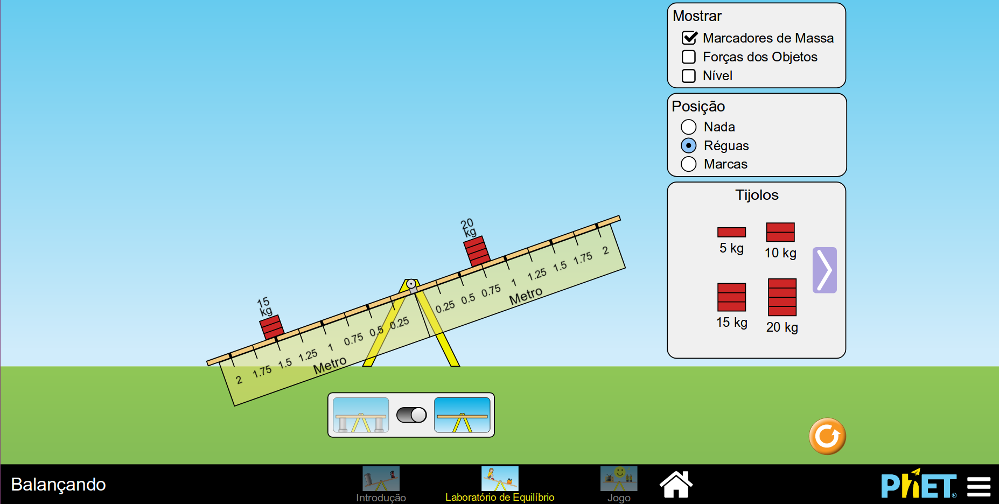 Mostrar
Marcadores de Massa
Forças dos Objetos
Nível
Posição
Nada
Réguas
Marcas
Tijolos
5 kg
10 kg
15 kg
20 kg
20
kg
15
kg
2 1.75 1.5 1.25 1 0.75 0.5 0.25
Metro
0.25 0.5 0.75 1 1.25 1.5 1.75 2
Metro
Balançando
Introdução
Laboratório de Equilíbrio
Jogo
PhET®